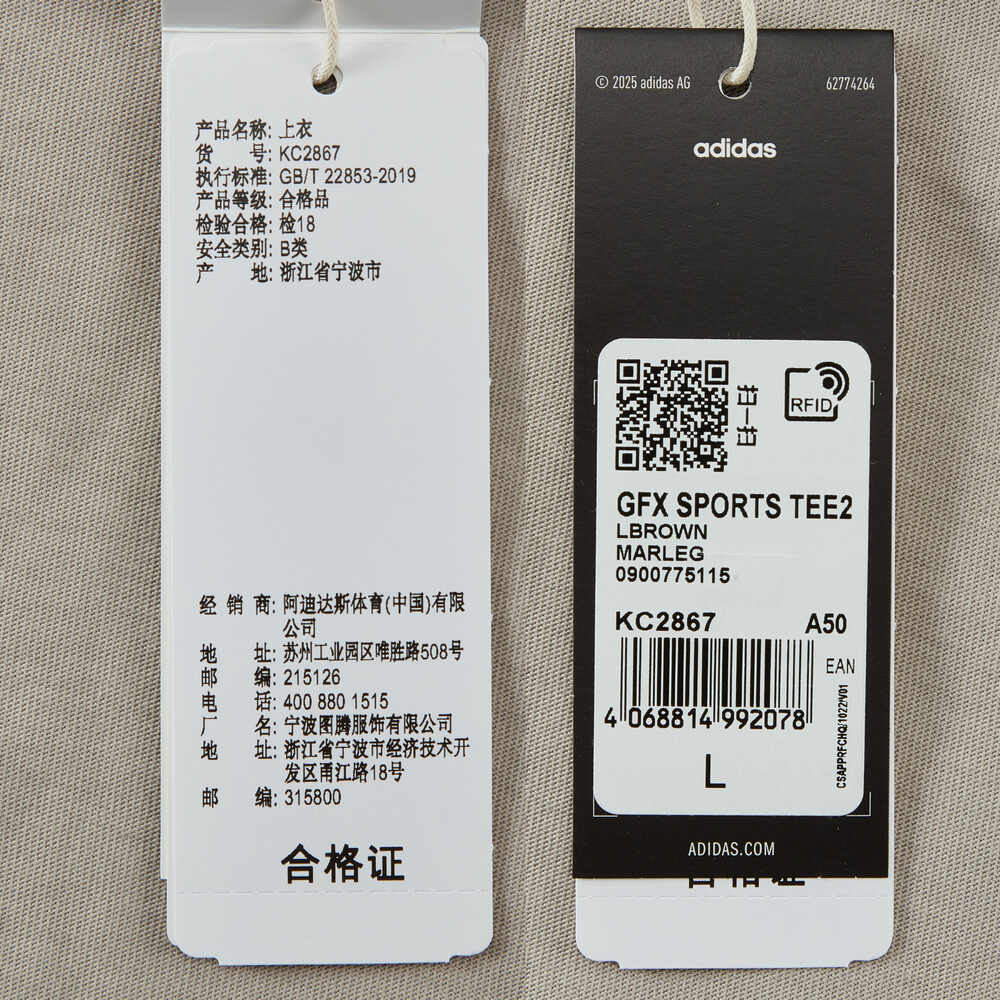 产品名称: 上衣
货 号: KC2867
执行标准: GB/T 22853-2019
产品等级: 合格品
检验合格: 检18
安全类别: B类
产 地: 浙江省宁波市
经 销 商: 阿迪达斯体育(中国)有限
公司
地 址: 苏州工业园区唯胜路508号
邮 编: 215126
电 话: 400 880 1515
厂 名: 宁波图腾服饰有限公司
地 址: 浙江省宁波市经济技术开
发区甬江路18号
邮 编: 315800
合格证
© 2025 adidas AG
62774264
adidas
扫一扫
RFID
GFX SPORTS TEE2
LBROWN
MARLEG
0900775115
KC2867 A50
EAN
4 068814 992078
CSAPPRFCHQ/1022/V01
L
ADIDAS.COM
合格证